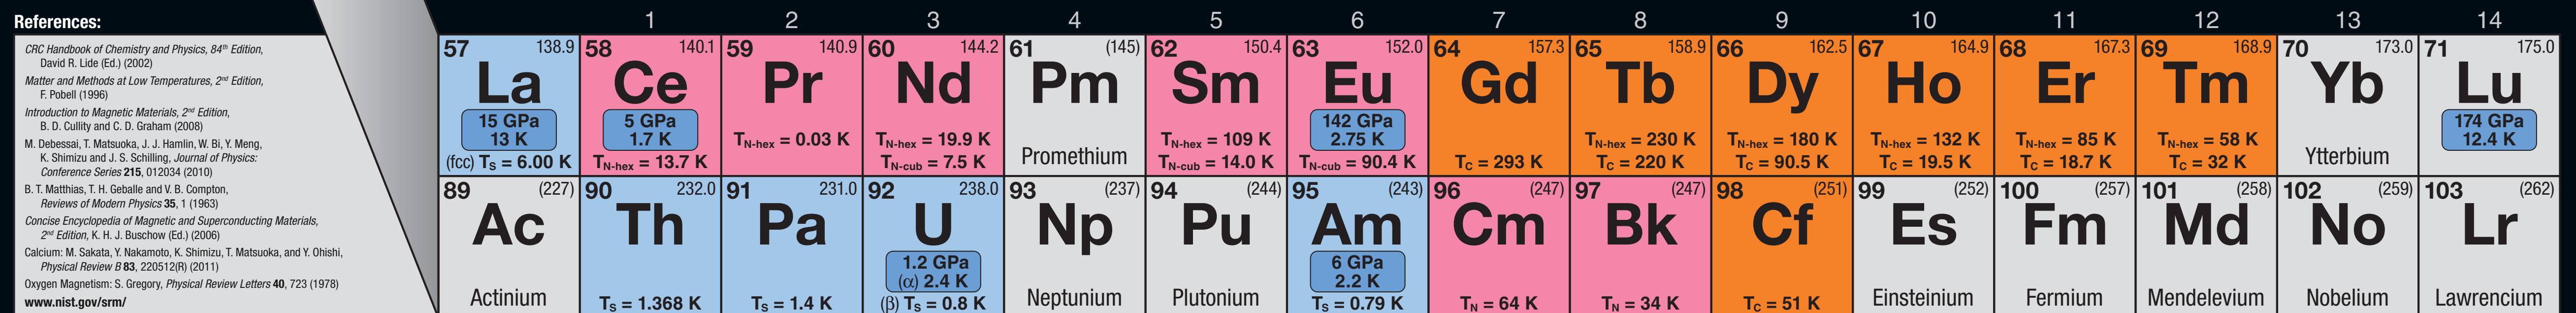 References:
CRC Handbook of Chemistry and Physics, 84th Edition,
David R. Lide (Ed.) (2002)
Matter and Methods at Low Temperatures, 2nd Edition,
F. Pobell (1996)
Introduction to Magnetic Materials, 2nd Edition,
B. D. Cullity and C. D. Graham (2008)
M. Debessai, T. Matsuoka, J. J. Hamlin, W. Bi, Y. Meng,
K. Shimizu and J. S. Schilling, Journal of Physics:
Conference Series 215, 012034 (2010)
B. T. Matthias, T. H. Geballe and V. B. Compton,
Reviews of Modern Physics 35, 1 (1963)
Concise Encyclopedia of Magnetic and Superconducting Materials,
2nd Edition, K. H. J. Buschow (Ed.) (2006)
Calcium: M. Sakata, Y. Nakamoto, K. Shimizu, T. Matsuoka, and Y. Ohishi,
Physical Review B 83, 220512(R) (2011)
Oxygen Magnetism: S. Gregory, Physical Review Letters 40, 723 (1978)
www.nist.gov/srm/
1 2 3 4 5 6 7 8 9 10 11 12 13 14
57 138.9
La
15 GPa
13 K
(fcc) TS = 6.00 K
58 140.1
Ce
5 GPa
1.7 K
TN-hex = 13.7 K
59 140.9
Pr
TN-hex = 0.03 K
60 144.2
Nd
TN-hex = 19.9 K
TN-cub = 7.5 K
61 (145)
Pm
Promethium
62 150.4
Sm
TN-hex = 109 K
TN-cub = 14.0 K
63 152.0
Eu
142 GPa
2.75 K
TN-cub = 90.4 K
64 157.3
Gd
TC = 293 K
65 158.9
Tb
TN-hex = 230 K
TC = 220 K
66 162.5
Dy
TN-hex = 180 K
TC = 90.5 K
67 164.9
Ho
TN-hex = 132 K
TC = 19.5 K
68 167.3
Er
TN-hex = 85 K
TC = 18.7 K
69 168.9
Tm
TN-hex = 58 K
TC = 32 K
70 173.0
Yb
Ytterbium
71 175.0
Lu
174 GPa
12.4 K
89 (227)
Ac
Actinium
90 232.0
Th
TS = 1.368 K
91 231.0
Pa
TS = 1.4 K
92 238.0
U
1.2 GPa
(α) 2.4 K
(β) TS = 0.8 K
93 (237)
Np
Neptunium
94 (244)
Pu
Plutonium
95 (243)
Am
6 GPa
2.2 K
TS = 0.79 K
96 (247)
Cm
TN = 64 K
97 (247)
Bk
TN = 34 K
98 (251)
Cf
TC = 51 K
99 (252)
Es
Einsteinium
100 (257)
Fm
Fermium
101 (258)
Md
Mendelevium
102 (259)
No
Nobelium
103 (262)
Lr
Lawrencium